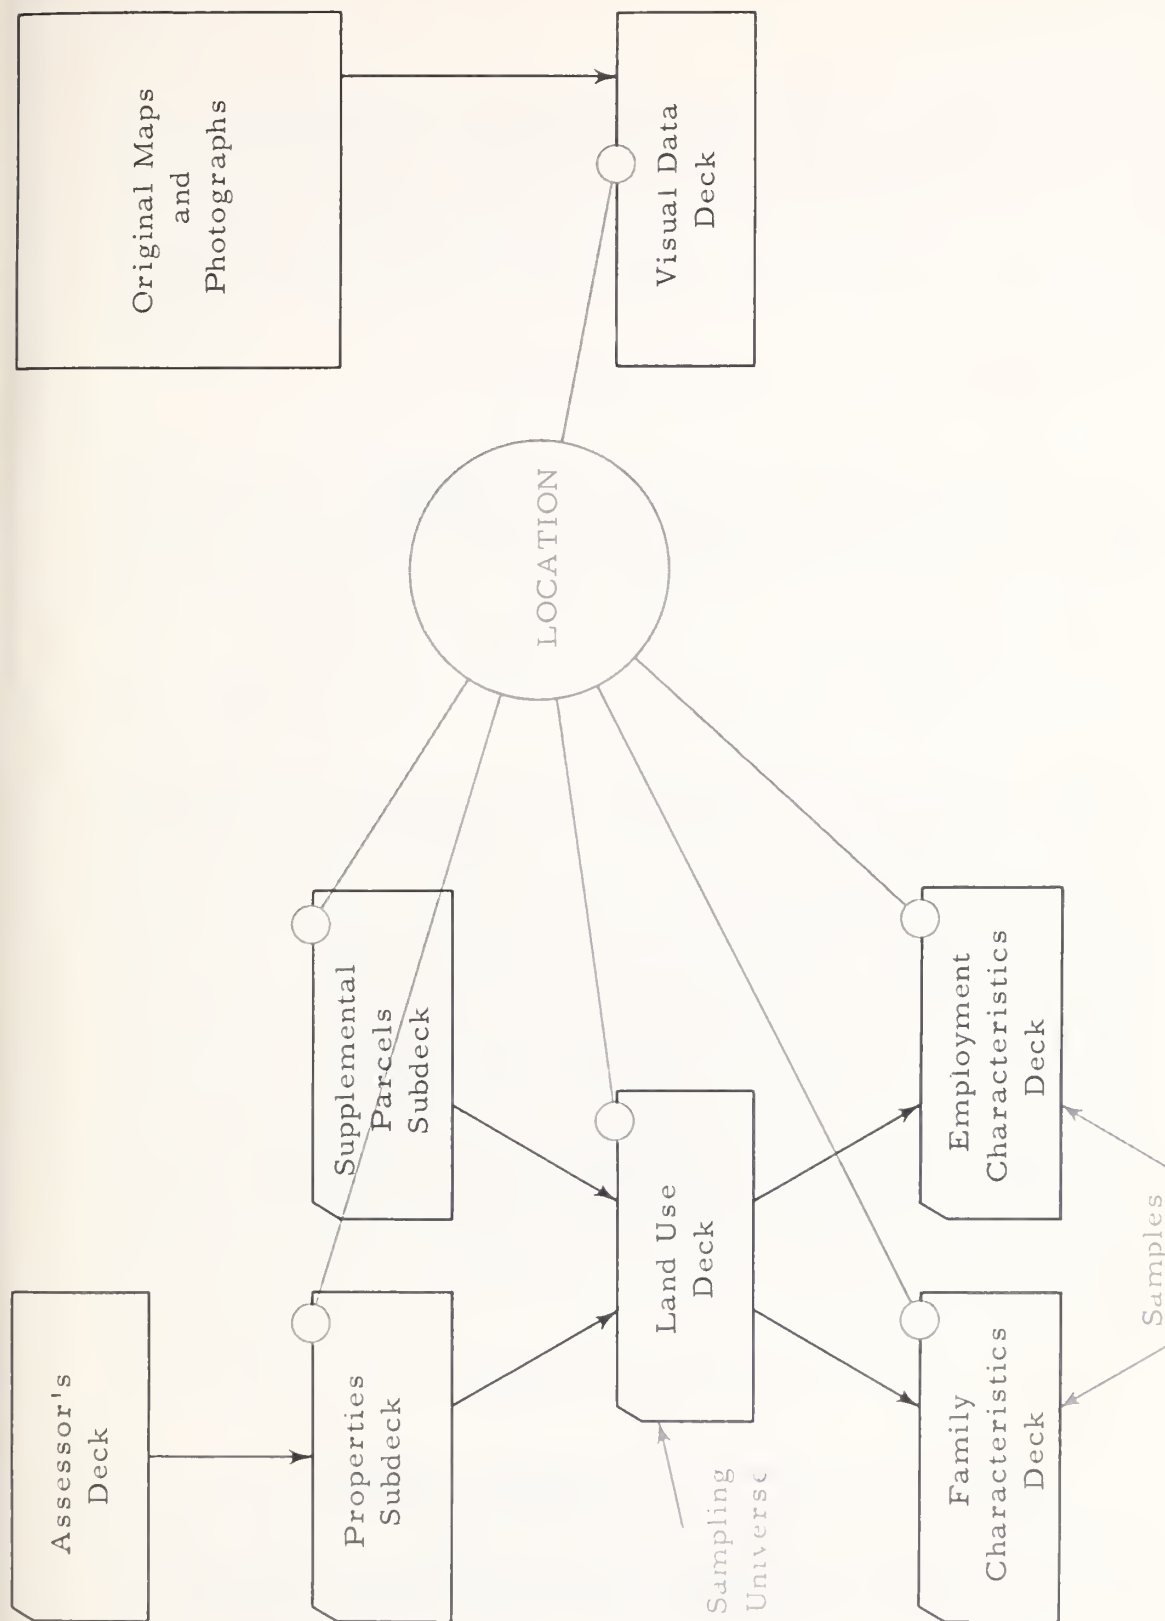 Assessor's
Deck
Original Maps
and
Photographs
Properties
Subdeck
Supplemental
Parcels
Subdeck
LOCATION
Land Use
Deck
Visual Data
Deck
Sampling
Universe
Family
Characteristics
Deck
Employment
Characteristics
Deck
Samples